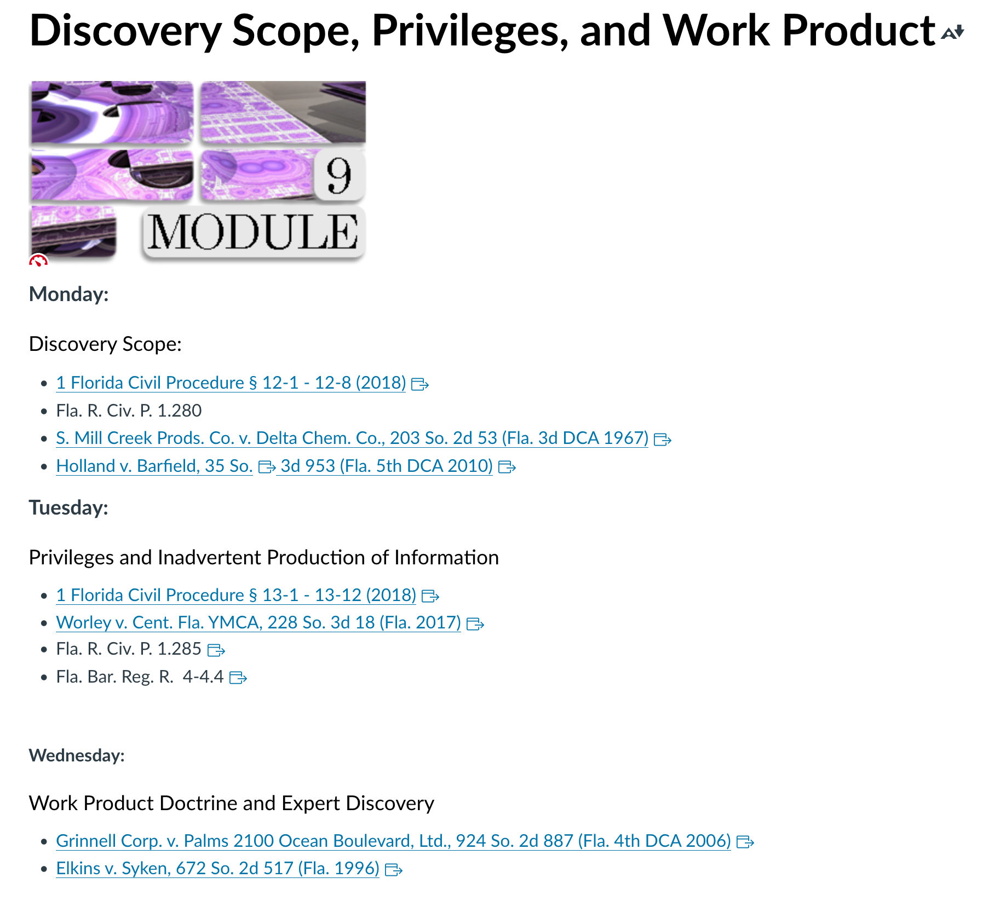 Discovery Scope, Privileges, and Work Product
9
MODULE
Monday:
Discovery Scope:
• 1 Florida Civil Procedure § 12-1 - 12-8 (2018)
• Fla. R. Civ. P. 1.280
• S. Mill Creek Prods. Co. v. Delta Chem. Co., 203 So. 2d 53 (Fla. 3d DCA 1967)
• Holland v. Barfield, 35 So. 3d 953 (Fla. 5th DCA 2010)
Tuesday:
Privileges and Inadvertent Production of Information
• 1 Florida Civil Procedure § 13-1 - 13-12 (2018)
• Worley v. Cent. Fla. YMCA, 228 So. 3d 18 (Fla. 2017)
• Fla. R. Civ. P. 1.285
• Fla. Bar. Reg. R.  4-4.4
Wednesday:
Work Product Doctrine and Expert Discovery
• Grinnell Corp. v. Palms 2100 Ocean Boulevard, Ltd., 924 So. 2d 887 (Fla. 4th DCA 2006)
• Elkins v. Syken, 672 So. 2d 517 (Fla. 1996)